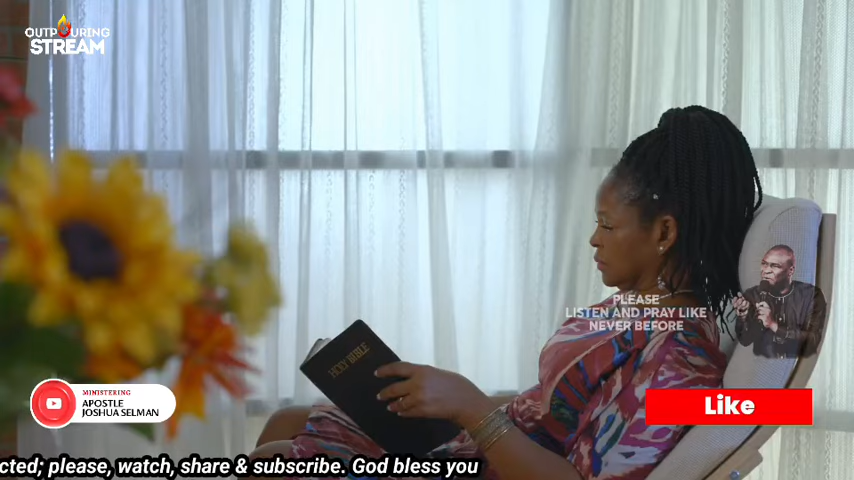 OUTPOURING
STREAM
HOLY BIBLE
PLEASE
LISTEN AND PRAY LIKE
NEVER BEFORE
MINISTERING
APOSTLE
JOSHUA SELMAN
Like
cted; please, watch, share & subscribe. God bless you